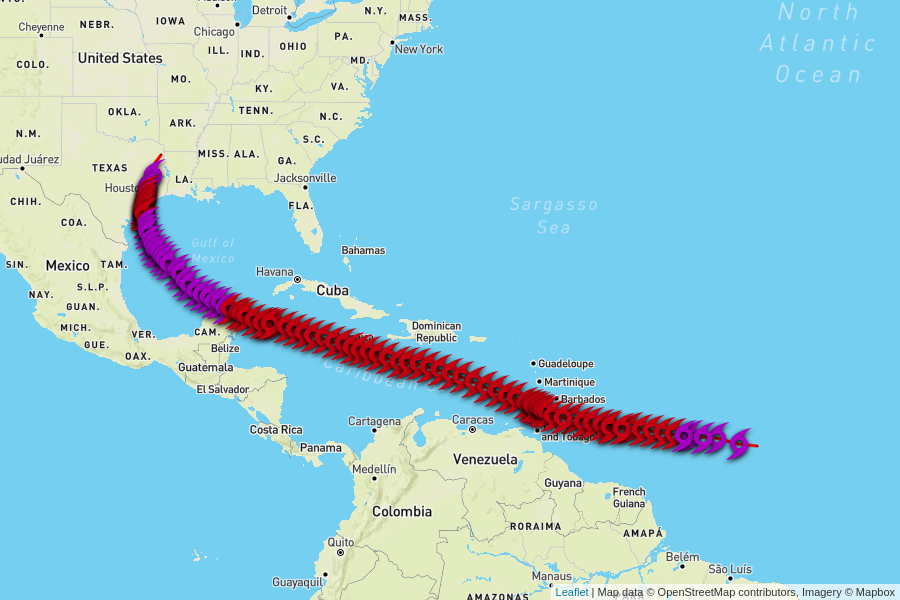 Cheyenne
NEBR.
IOWA
Detroit
N.Y.
MASS.
North
Atlantic
Ocean
Chicago
United States
ILL.
IND.
OHIO
PA.
New York
COLO.
MO.
MD.
KY.
VA.
OKLA.
ARK.
TENN.
N.C.
N.M.
S.C.
MISS.
ALA.
GA.
TEXAS
LA.
Jacksonville
CHIH.
FLA.
Sargasso
Sea
COA.
Gulf of
Mexico
Bahamas
SIN.
Mexico
TAM.
Havana
NAY.
S.L.P.
Cuba
GUAN.
MICH.
VER.
CAM.
Dominican
Republic
GUE.
OAX.
Belize
Guadeloupe
Guatemala
Martinique
El Salvador
Barbados
Costa Rica
Cartagena
Caracas
and Tobago
Panama
Medellín
Venezuela
Guyana
French
Guiana
Colombia
RORAIMA
AMAPÁ
Quito
Belém
São Luís
Guayaquil
Manaus
AMAZONAS
Leaflet | Map data © OpenStreetMap contributors, Imagery © Mapbox